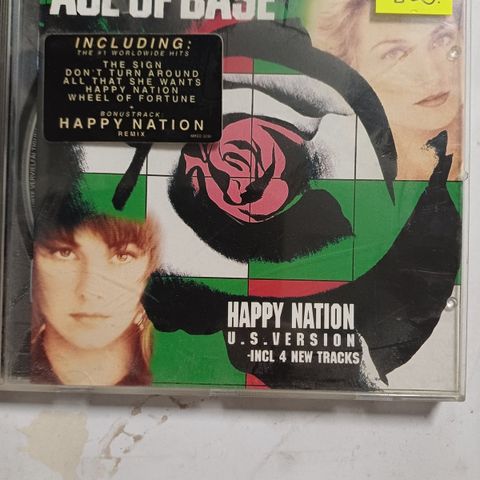 ACE OF BASE
INCLUDING:
THE #1 WORLDWIDE HITS
THE SIGN
DON'T TURN AROUND
ALL THAT SHE WANTS
HAPPY NATION
WHEEL OF FORTUNE
+
BONUSTRACK:
HAPPY NATION
REMIX
HAPPY NATION
U.S.VERSION
-INCL 4 NEW TRACKS